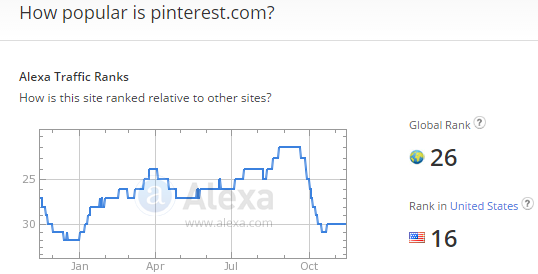 How popular is pinterest.com?
Alexa Traffic Ranks
How is this site ranked relative to other sites?
Global Rank ?
26
25
a Alexa
www.alexa.com
30
Rank in United States ?
16
Jan Apr Jul Oct